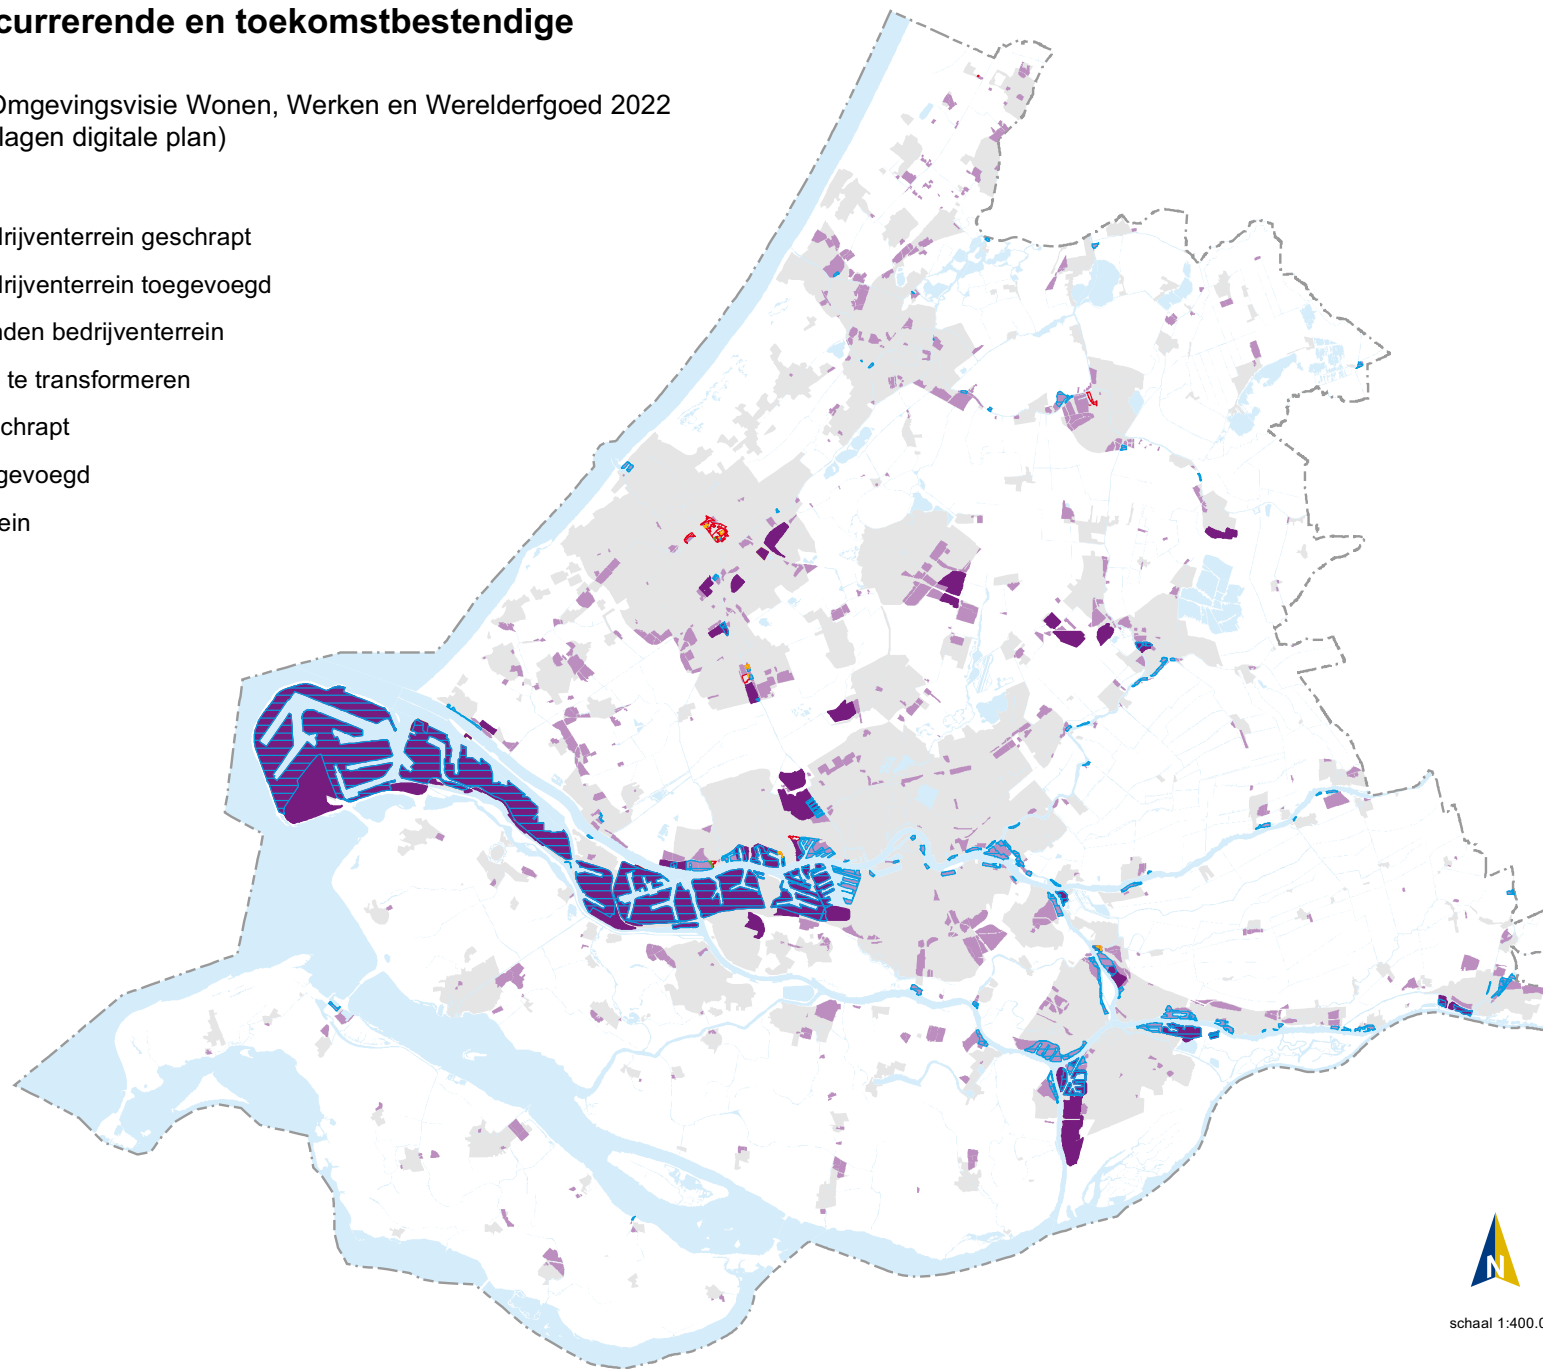 currerende en toekomstbestendige
Omgevingsvisie Wonen, Werken en Werelderfgoed 2022
lagen digitale plan)
drijventerrein geschrapt
drijventerrein toegevoegd
nden bedrijventerrein
te transformeren
chrapt
gevoegd
ein
N
schaal 1:400.0